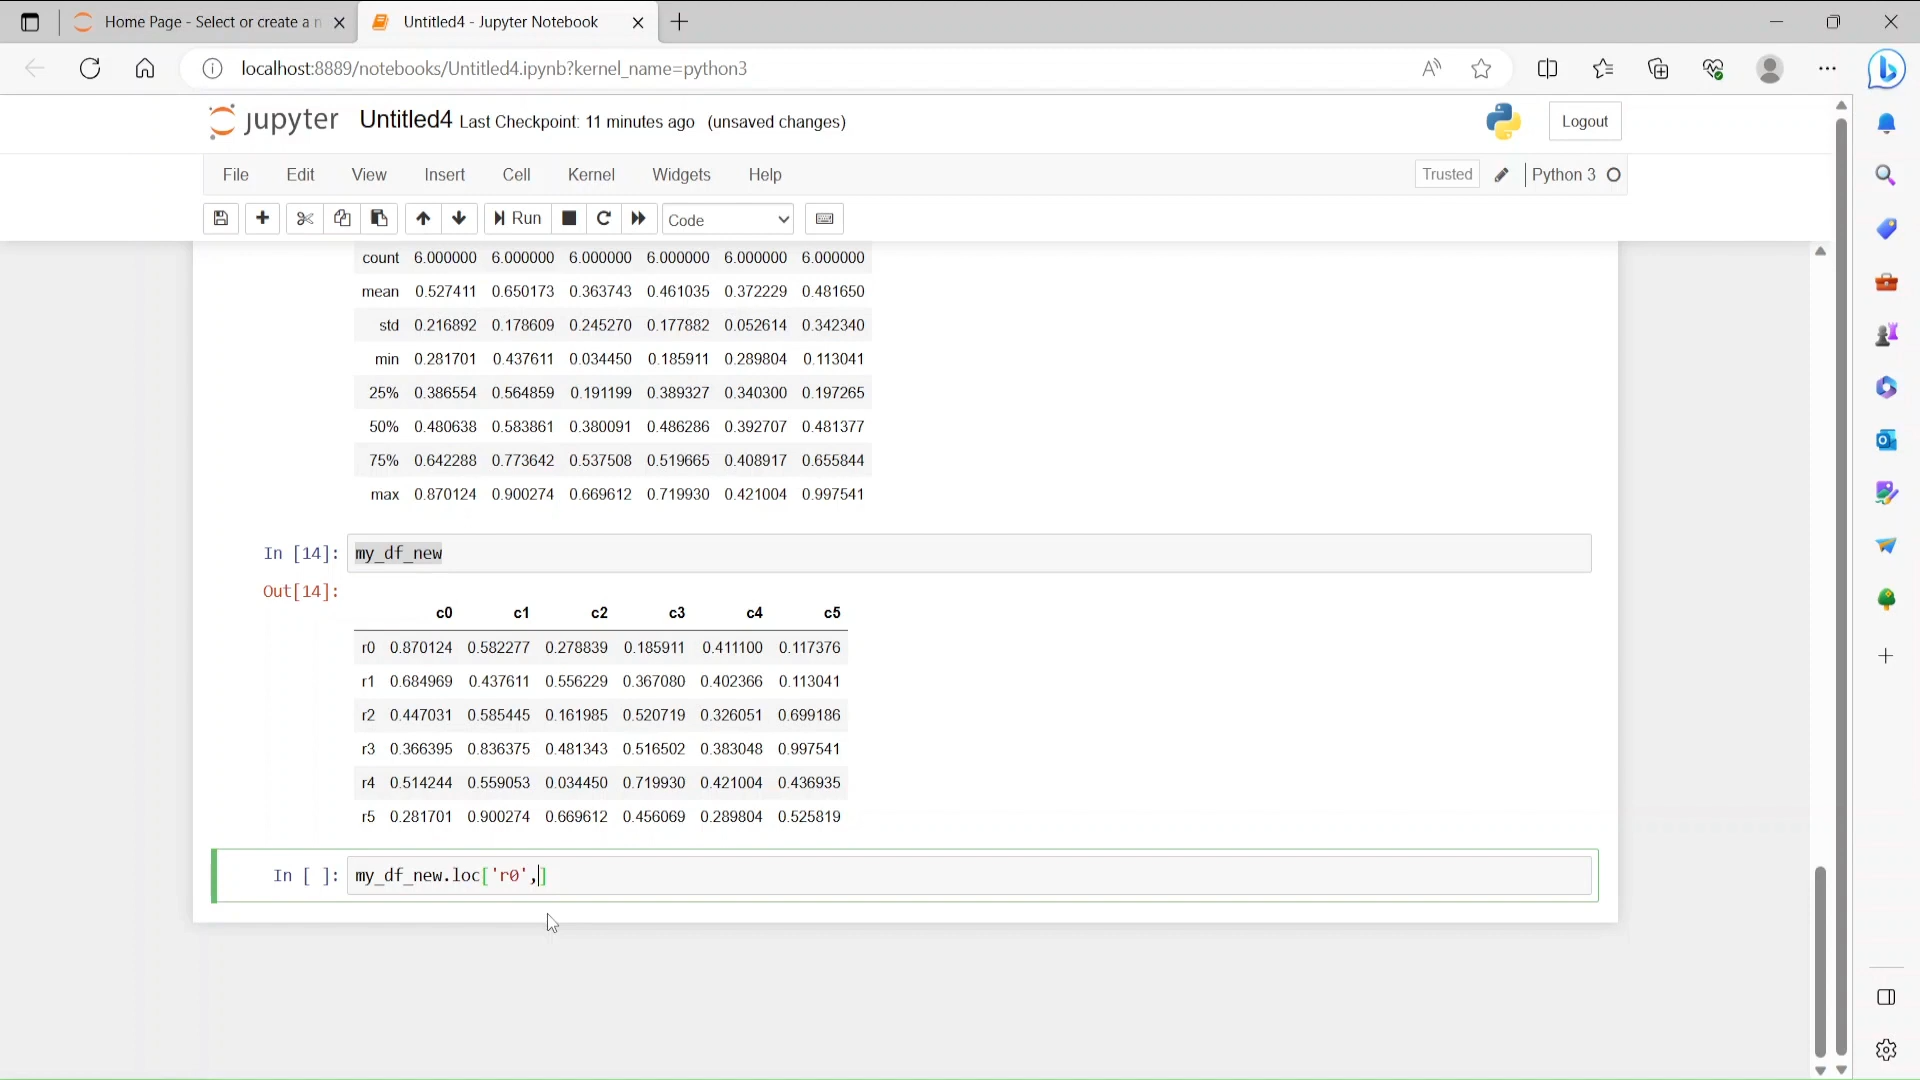 Home Page - Select or create a n
Untitled4 - Jupyter Notebook
localhost:8889/notebooks/Untitled4.ipynb?kernel_name=python3
jupyter Untitled4 Last Checkpoint: 11 minutes ago (unsaved changes)
Logout
File Edit View Insert Cell Kernel Widgets Help
Trusted Python 3
Run Code
count 6.000000 6.000000 6.000000 6.000000 6.000000 6.000000
mean 0.527411 0.650173 0.363743 0.461035 0.372229 0.481650
std 0.216892 0.178609 0.245270 0.177882 0.052614 0.342340
min 0.281701 0.437611 0.034450 0.185911 0.289804 0.113041
25% 0.386554 0.564859 0.191199 0.389327 0.340300 0.197265
50% 0.480638 0.583861 0.380091 0.486286 0.392707 0.481377
75% 0.642288 0.773642 0.537508 0.519665 0.408917 0.655844
max 0.870124 0.900274 0.669612 0.719930 0.421004 0.997541
In [14]: my_df_new
Out[14]:
c0 c1 c2 c3 c4 c5
r0 0.870124 0.582277 0.278839 0.185911 0.411100 0.117376
r1 0.684969 0.437611 0.556229 0.367080 0.402366 0.113041
r2 0.447031 0.585445 0.161985 0.520719 0.326051 0.699186
r3 0.366395 0.836375 0.481343 0.516502 0.383048 0.997541
r4 0.514244 0.559053 0.034450 0.719930 0.421004 0.436935
r5 0.281701 0.900274 0.669612 0.456069 0.289804 0.525819
In [ ]: my_df_new.loc['r0',]